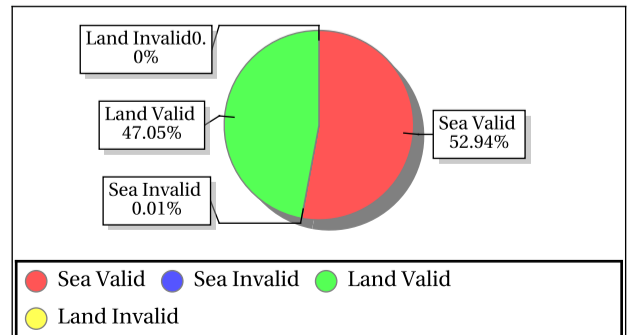 Land Invalid0.
0%
Land Valid
47.05%
Sea Valid
52.94%
Sea Invalid
0.01%
Sea Valid
Sea Invalid
Land Valid
Land Invalid